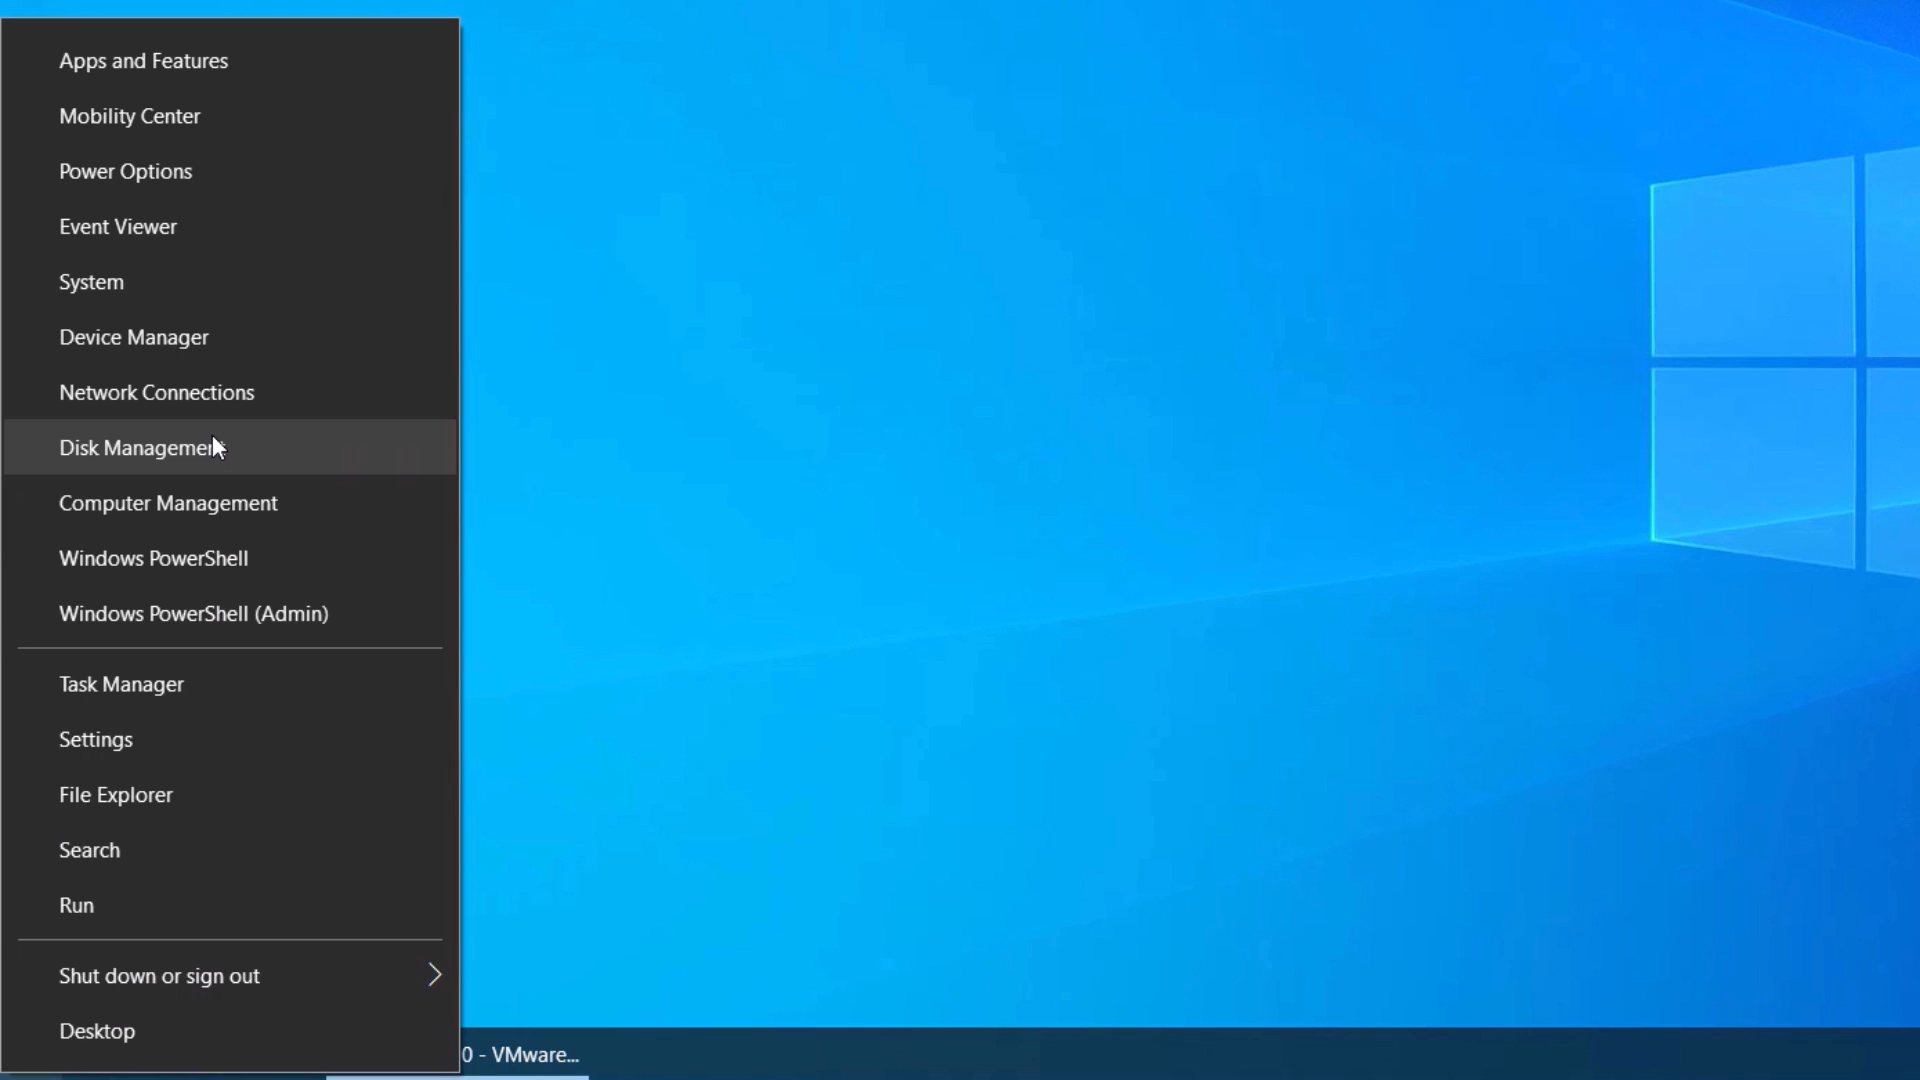 Apps and Features
Mobility Center
Power Options
Event Viewer
System
Device Manager
Network Connections
Disk Management
Computer Management
Windows PowerShell
Windows PowerShell (Admin)
Task Manager
Settings
File Explorer
Search
Run
Shut down or sign out
Desktop
0 - VMware...